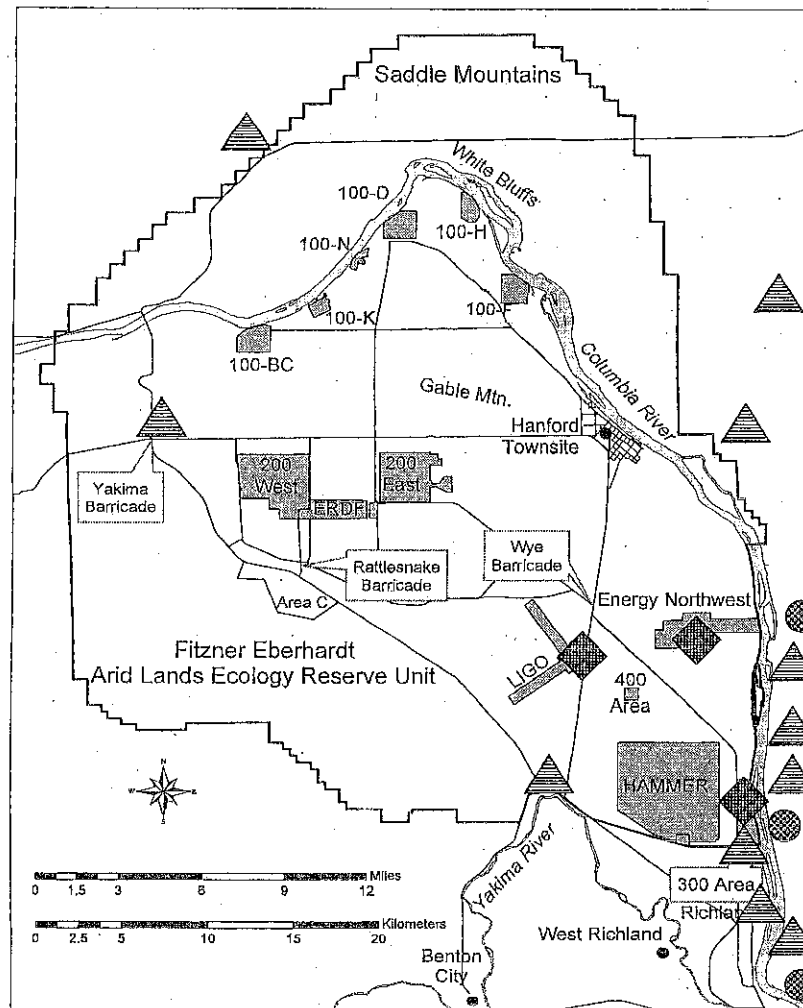 Saddle Mountains
White Bluffs
100-D
100-H
100-N
100-F
100-K
100-BC
Columbia River
Gable Mtn.
Hanford
Townsite
Yakima
Barricade
200
West
200
East
ERDF
Rattlesnake
Barricade
Wye
Barricade
Area C
Energy Northwest
Fitzner Eberhardt
Arid Lands Ecology Reserve Unit
LIGO
400
Area
HAMMER
N
W
E
S
Miles
0 1.5 3 6 9 12
Kilometers
0 2.5 5 10 15 20
Yakima River
300 Area
West Richland
Benton
City